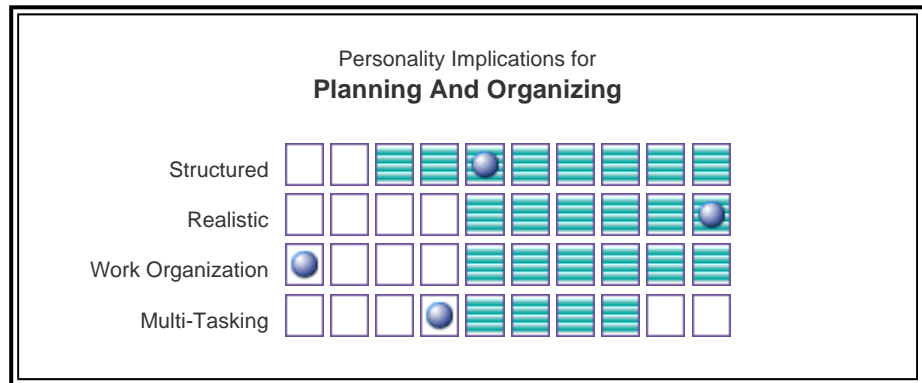 Personality Implications for
Planning And Organizing
Structured
Realistic
Work Organization
Multi-Tasking